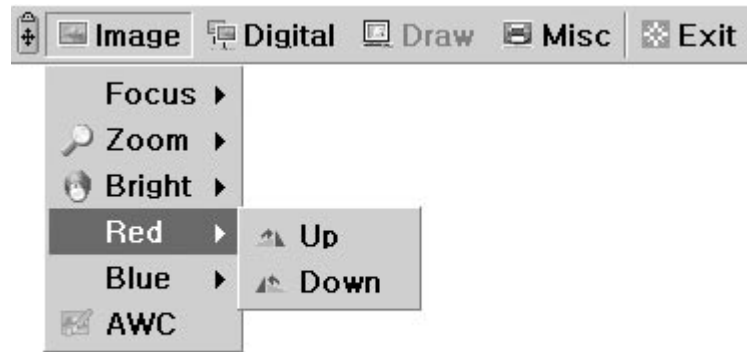 Image Digital Draw Misc Exit
Focus
Zoom
Bright
Red
Up
Blue
Down
AWC